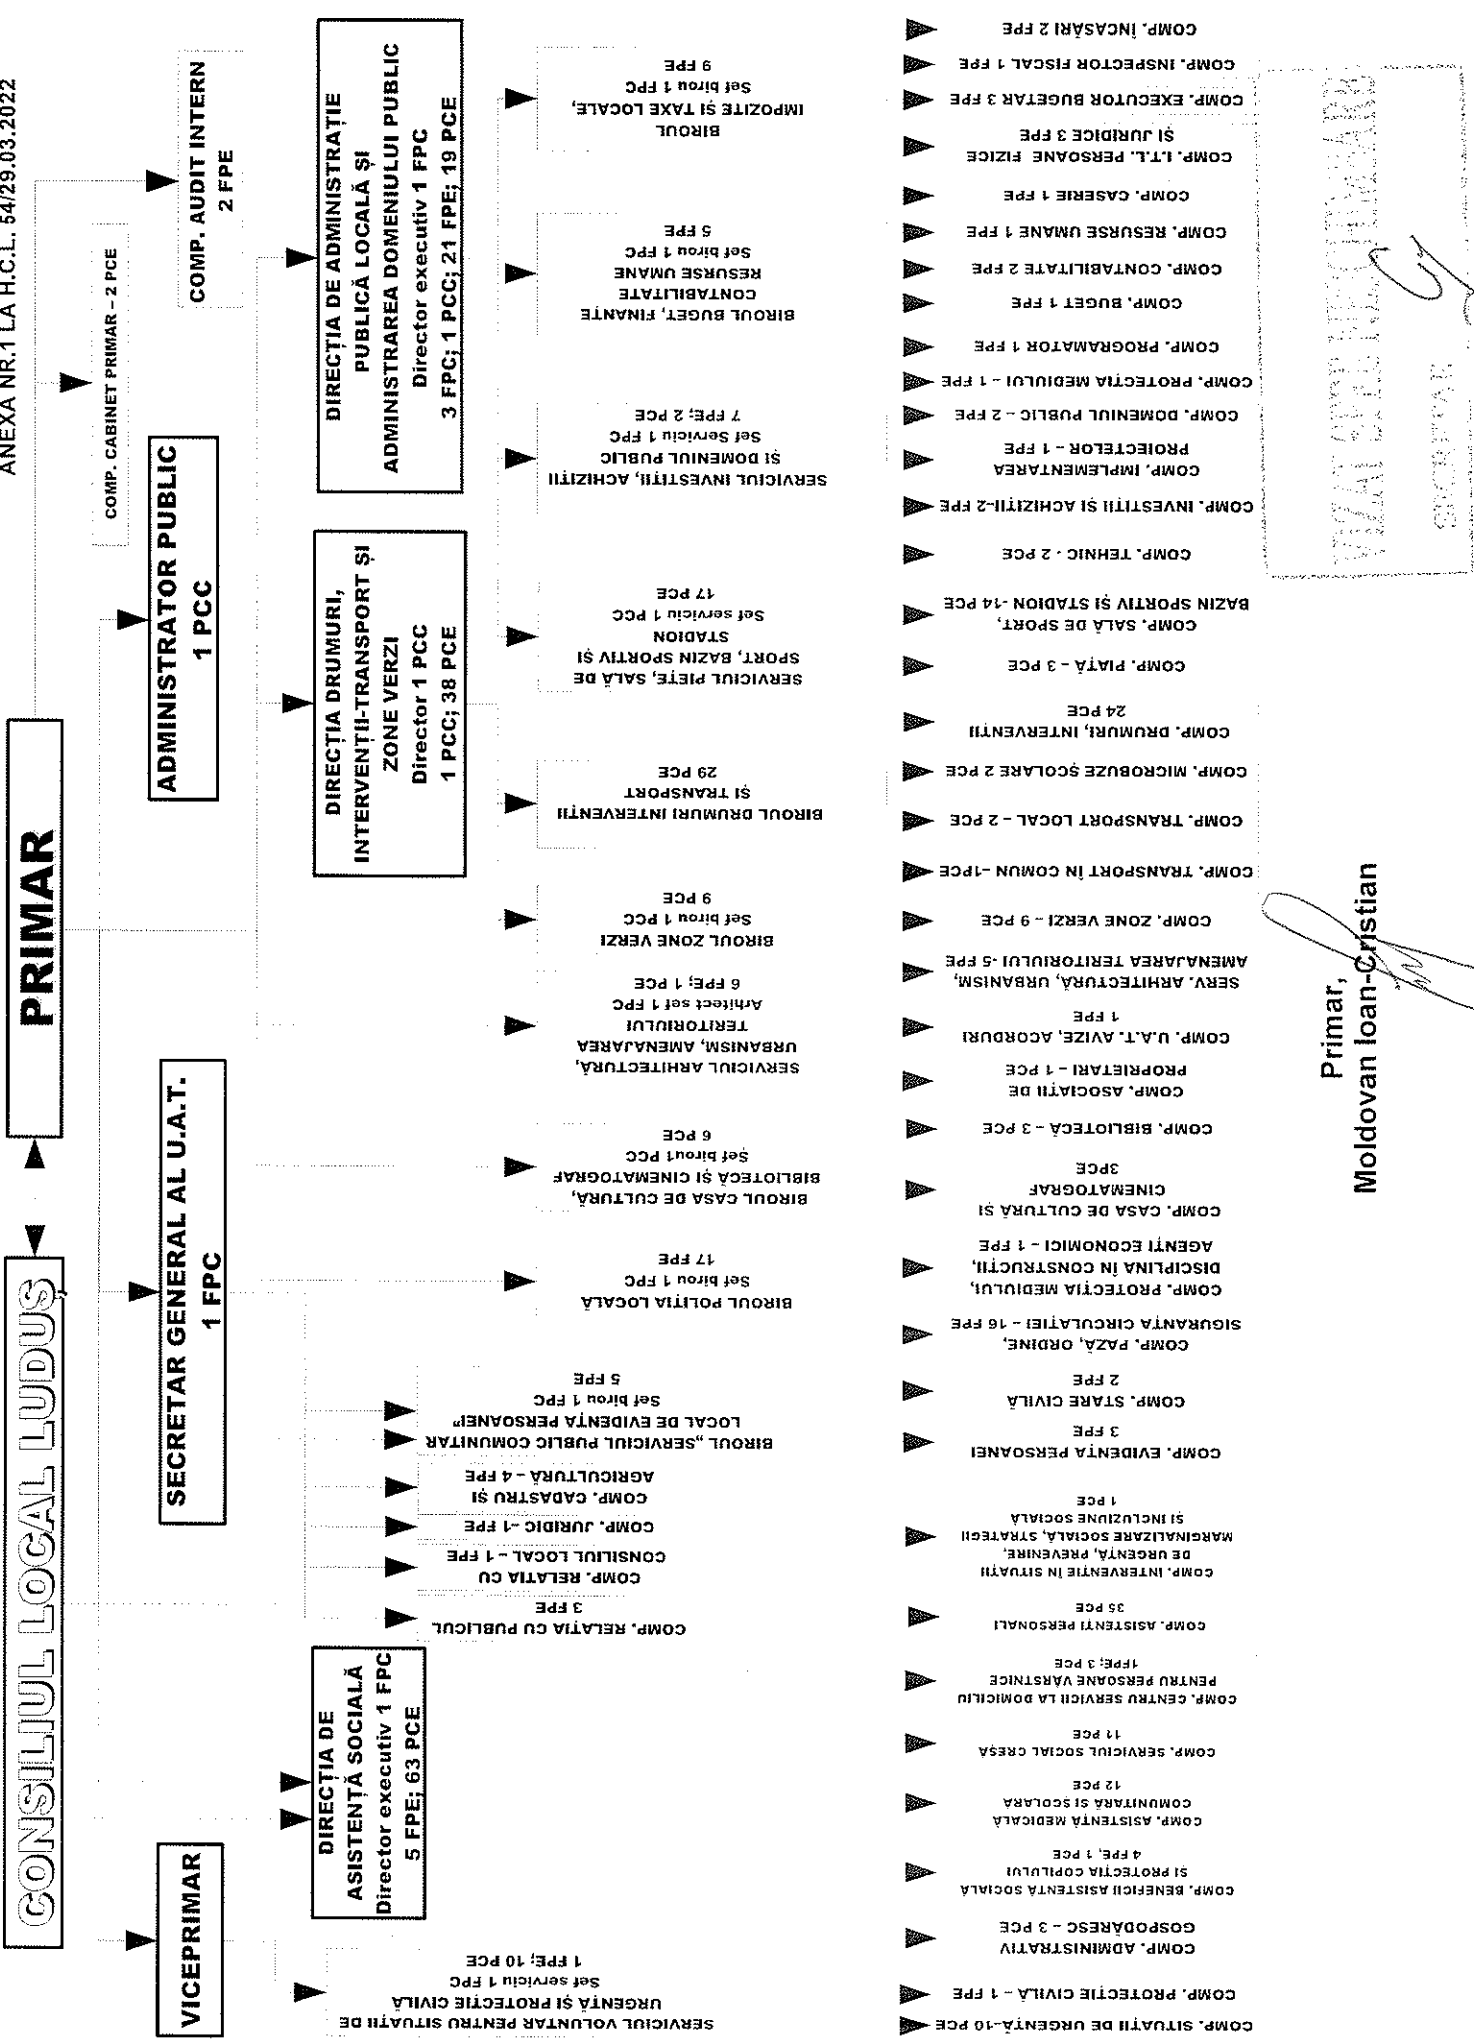 ANEXA NR.1 LA H.C.L. 54/29.03.2022
CONSILIUL LOCAL LUDUS
PRIMAR
COMP. CABINET PRIMAR – 2 PCE
COMP. AUDIT INTERN
2 FPE
VICEPRIMAR
SECRETAR GENERAL AL U.A.T.
1 FPC
ADMINISTRATOR PUBLIC
1 PCC
DIRECȚIA DE
ASISTENȚĂ SOCIALĂ
Director executiv 1 FPC
5 FPE; 63 PCE
DIRECȚIA DRUMURI,
INTERVENȚII-TRANSPORT ȘI
ZONE VERZI
Director 1 PCC
1 PCC; 38 PCE
DIRECȚIA DE ADMINISTRAȚIE
PUBLICĂ LOCALĂ ȘI
ADMINISTRAREA DOMENIULUI PUBLIC
Director executiv 1 FPC
3 FPC; 1 PCC; 21 FPE; 19 PCE
SERVICIUL VOLUNTAR PENTRU SITUATII DE
URGENȚĂ ȘI PROTECTIE CIVILĂ
Sef serviciu 1 FPC
1 FPE; 10 PCE
COMP. RELAȚIA CU PUBLICUL
3 FPE
COMP. RELATIA CU
CONSILIUL LOCAL – 1 FPE
COMP. JURIDIC –1 FPE
COMP. CADASTRU ȘI
AGRICULTURĂ – 4 FPE
BIROUL „SERVICIUL PUBLIC COMUNITAR
LOCAL DE EVIDENȚA PERSOANEI"
Sef birou 1 FPC
5 FPE
BIROUL POLIȚIA LOCALĂ
Sef birou 1 FPC
17 FPE
BIROUL CASA DE CULTURĂ,
BIBLIOTECĂ ȘI CINEMATOGRAF
Șef birou1 PCC
6 PCE
SERVICIUL ARHITECTURĂ,
URBANISM, AMENAJAREA
TERITORIULUI
Arhitect sef 1 FPC
6 FPE; 1 PCE
BIROUL ZONE VERZI
Șef birou 1 PCC
9 PCE
BIROUL DRUMURI INTERVENȚII
ȘI TRANSPORT
29 PCE
SERVICIUL PIEȚE, SALĂ DE
SPORT, BAZIN SPORTIV ȘI
STADION
Sef serviciu 1 PCC
17 PCE
SERVICIUL INVESTIȚII, ACHIZIȚII
ȘI DOMENIUL PUBLIC
Sef Serviciu 1 FPC
7 FPE; 2 PCE
BIROUL BUGET, FINANȚE
CONTABILITATE
RESURSE UMANE
Sef birou 1 FPC
5 FPE
BIROUL
IMPOZITE ȘI TAXE LOCALE,
Sef birou 1 FPC
9 FPE
COMP. SITUAȚII DE URGENȚĂ–10 PCE
COMP. PROTECȚIE CIVILĂ – 1 FPE
COMP. ADMINISTRATIV
GOSPODĂRESC – 3 PCE
COMP. BENEFICII ASISTENȚA SOCIALĂ
ȘI PROTECȚIA COPILULUI
4 FPE, 1 PCE
COMP. ASISTENȚĂ MEDICALĂ
COMUNITARĂ ȘI SCOLARĂ
12 PCE
COMP. SERVICIUL SOCIAL CREȘĂ
11 PCE
COMP. CENTRU SERVICII LA DOMICILIU
PENTRU PERSOANE VÂRSTNICE
1FPE; 3 PCE
COMP. ASISTENȚI PERSONALI
35 PCE
COMP. INTERVENȚIE ÎN SITUAȚII
DE URGENȚĂ, PREVENIRE,
MARGINALIZARE SOCIALĂ, STRATEGII
ȘI INCLUZIUNE SOCIALĂ
1 PCE
COMP. EVIDENȚA PERSOANEI
3 FPE
COMP. STARE CIVILĂ
2 FPE
COMP. PAZĂ, ORDINE,
SIGURANȚA CIRCULAȚIEI – 16 FPE
COMP. PROTECȚIA MEDIULUI,
DISCIPLINA ÎN CONSTRUCȚII,
AGENȚI ECONOMICI – 1 FPE
COMP. CASA DE CULTURĂ ȘI
CINEMATOGRAF
3PCE
COMP. BIBLIOTECĂ – 3 PCE
COMP. ASOCIAȚII DE
PROPRIETARI – 1 PCE
COMP. U.A.T. AVIZE, ACORDURI
1 FPE
SERV. ARHITECTURĂ, URBANISM,
AMENAJAREA TERITORIULUI -5 FPE
COMP. ZONE VERZI – 9 PCE
COMP. TRANSPORT ÎN COMUN –1PCE
COMP. TRANSPORT LOCAL – 2 PCE
COMP. MICROBUZE ȘCOLARE 2 PCE
COMP. DRUMURI, INTERVENȚII
24 PCE
COMP. PIAȚĂ – 3 PCE
COMP. SALĂ DE SPORT,
BAZIN SPORTIV ȘI STADION -14 PCE
COMP. TEHNIC - 2 PCE
COMP. INVESTIȚII ȘI ACHIZIȚII–2 FPE
COMP. IMPLEMENTAREA
PROIECTELOR – 1 FPE
COMP. DOMENIUL PUBLIC – 2 FPE
COMP. PROTECȚIA MEDIULUI – 1 FPE
COMP. PROGRAMATOR 1 FPE
COMP. BUGET 1 FPE
COMP. CONTABILITATE 2 FPE
COMP. RESURSE UMANE 1 FPE
COMP. CASERIE 1 FPE
COMP. I.T.L. PERSOANE FIZICE
ȘI JURIDICE 3 FPE
COMP. EXECUTOR BUGETAR 3 FPE
COMP. INSPECTOR FISCAL 1 FPE
COMP. ÎNCASĂRI 2 FPE
Primar,
Moldovan Ioan-Cristian
VIZAT SPRE NECHIMBARE
SECRETAR